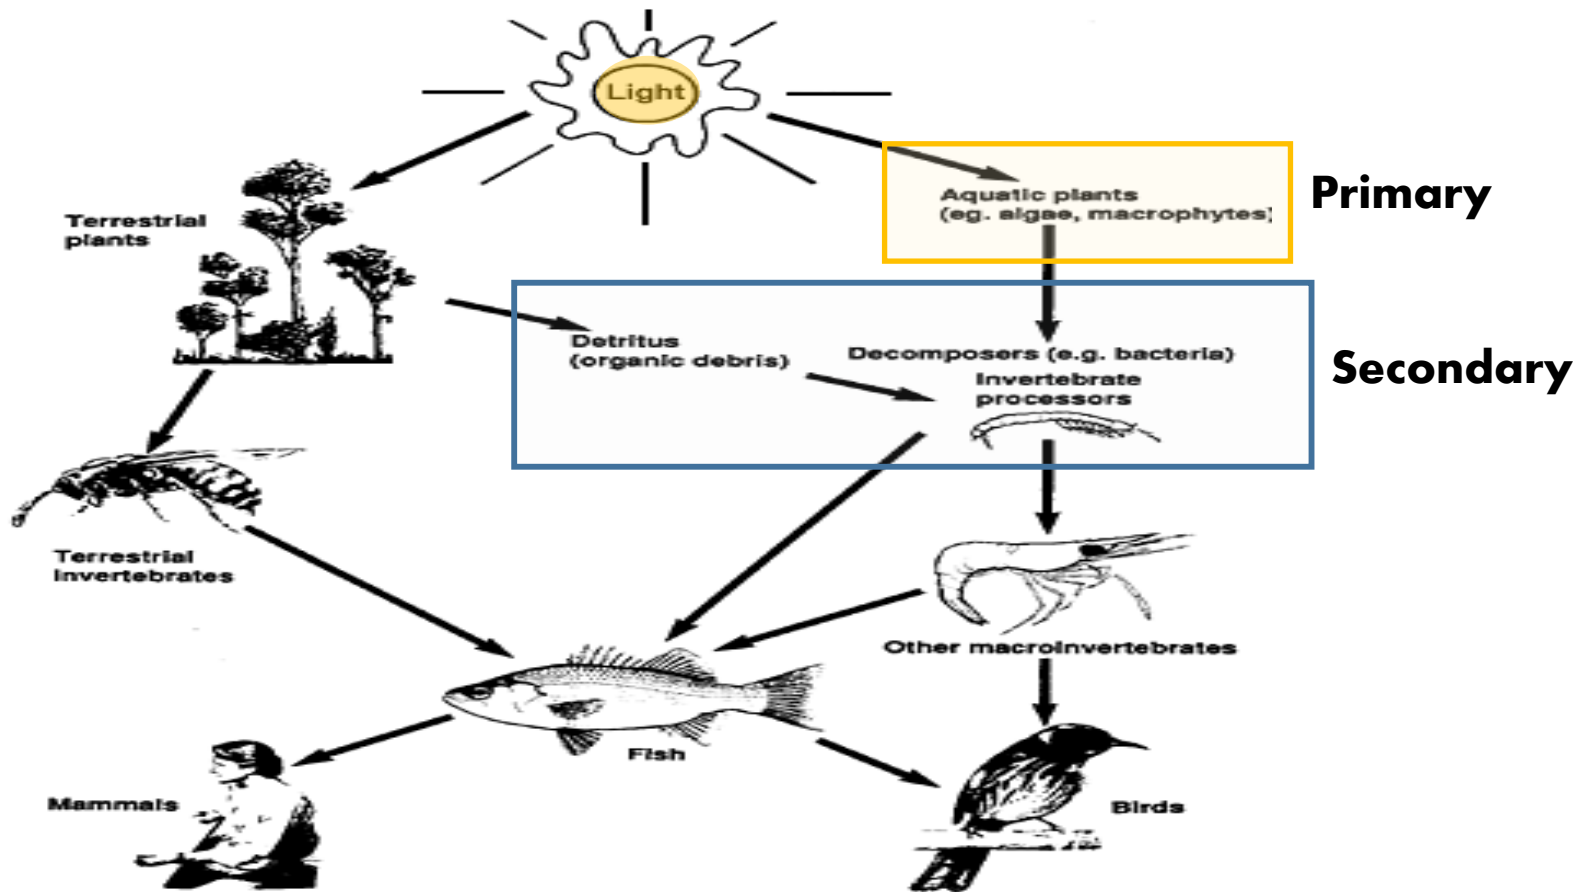 Light
Aquatic plants
(eg. algae, macrophytes)
Primary
Terrestrial
plants
Detritus
(organic debris)
Decomposers (e.g. bacteria)
Invertebrate
processors
Secondary
Terrestrial
Invertebrates
Other macroinvertebrates
Fish
Mammals
Birds